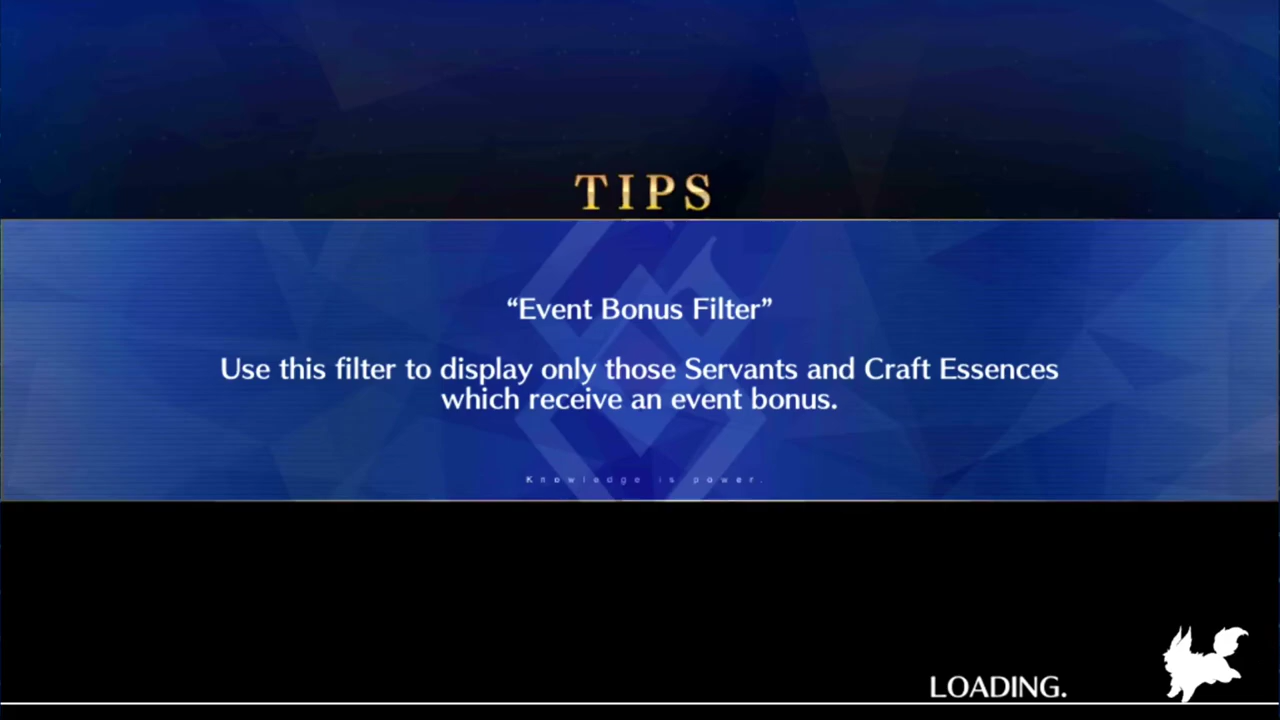 TIPS
“Event Bonus Filter”
Use this filter to display only those Servants and Craft Essences
which receive an event bonus.
Knowledge is power.
LOADING.